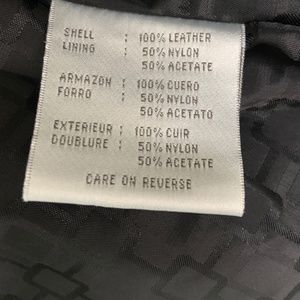 SHELL : 100% LEATHER
LINING : 50% NYLON
50% ACETATE
ARMAZON : 100% CUERO
FORRO : 50% NYLON
50% ACETATO
EXTERIEUR : 100% CUIR
DOUBLURE : 50% NYLON
50% ACETATE
CARE ON REVERSE